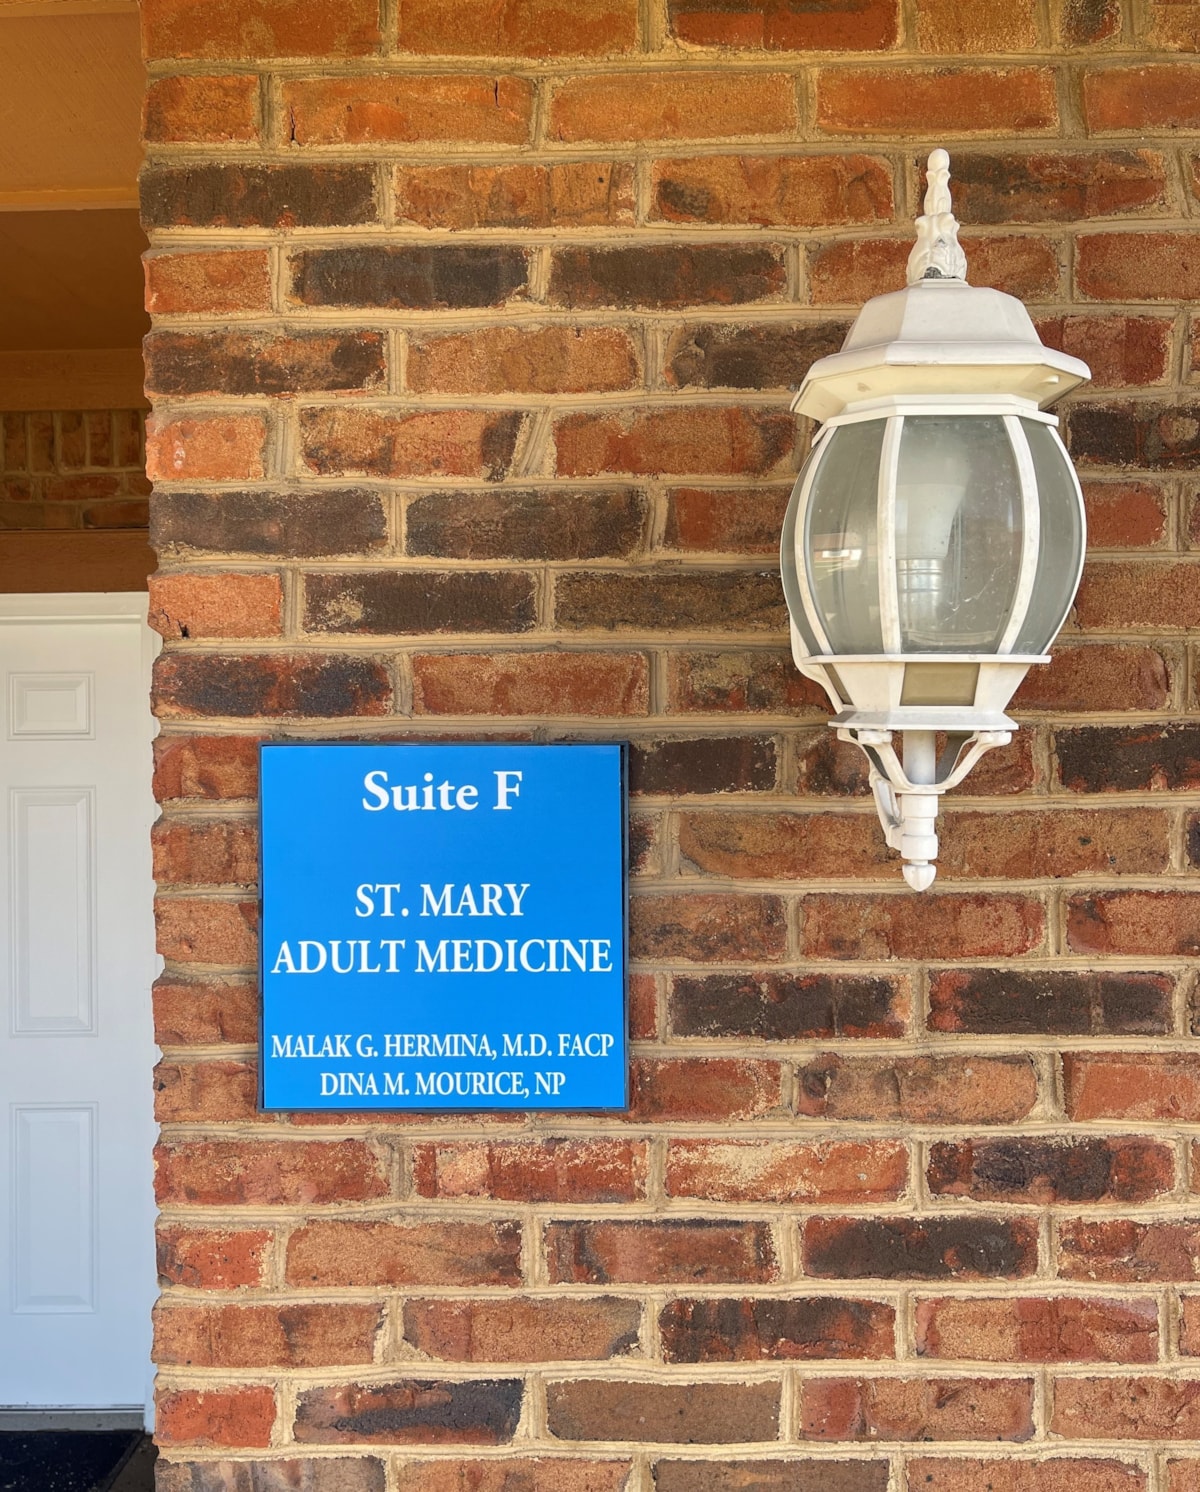 Suite F
ST. MARY
ADULT MEDICINE
MALAK G. HERMINA, M.D. FACP
DINA M. MOURICE, NP